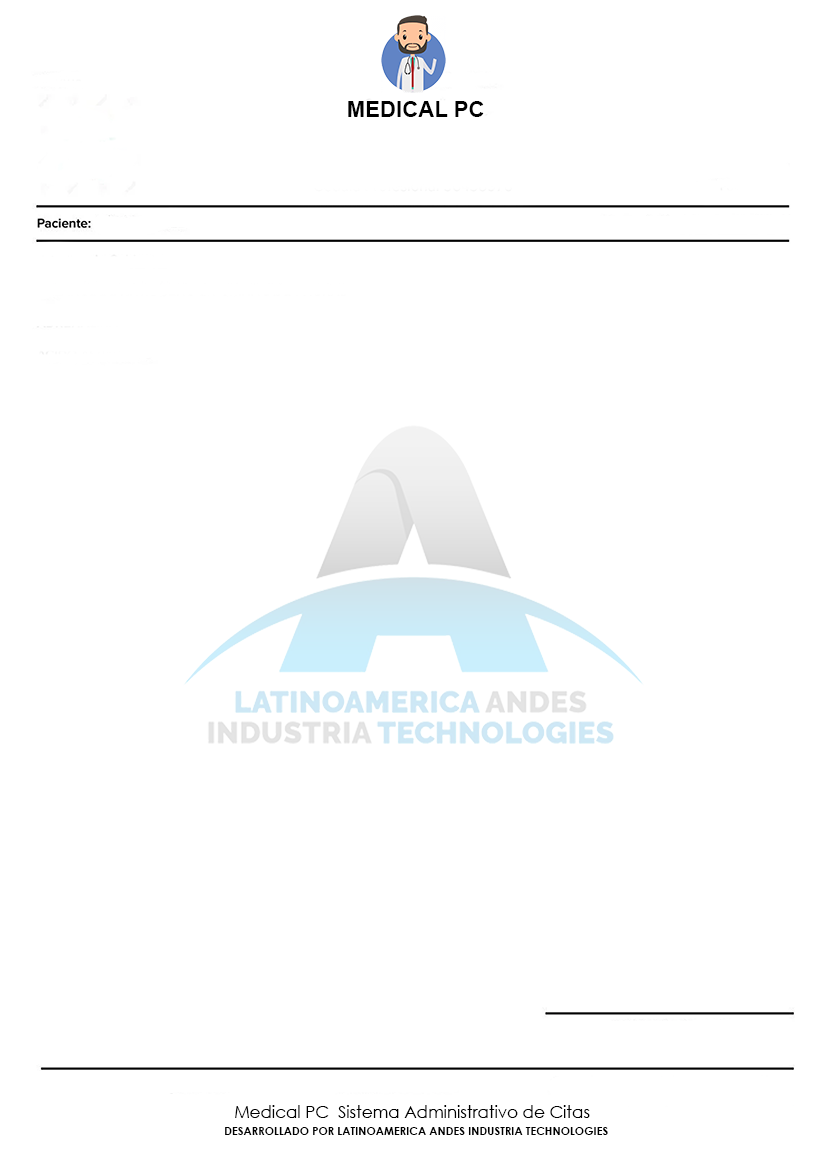 MEDICAL PC
Paciente:
LATINOAMERICA ANDES
INDUSTRIA TECHNOLOGIES
Medical PC Sistema Administrativo de Citas
DESARROLLADO POR LATINOAMERICA ANDES INDUSTRIA TECHNOLOGIES